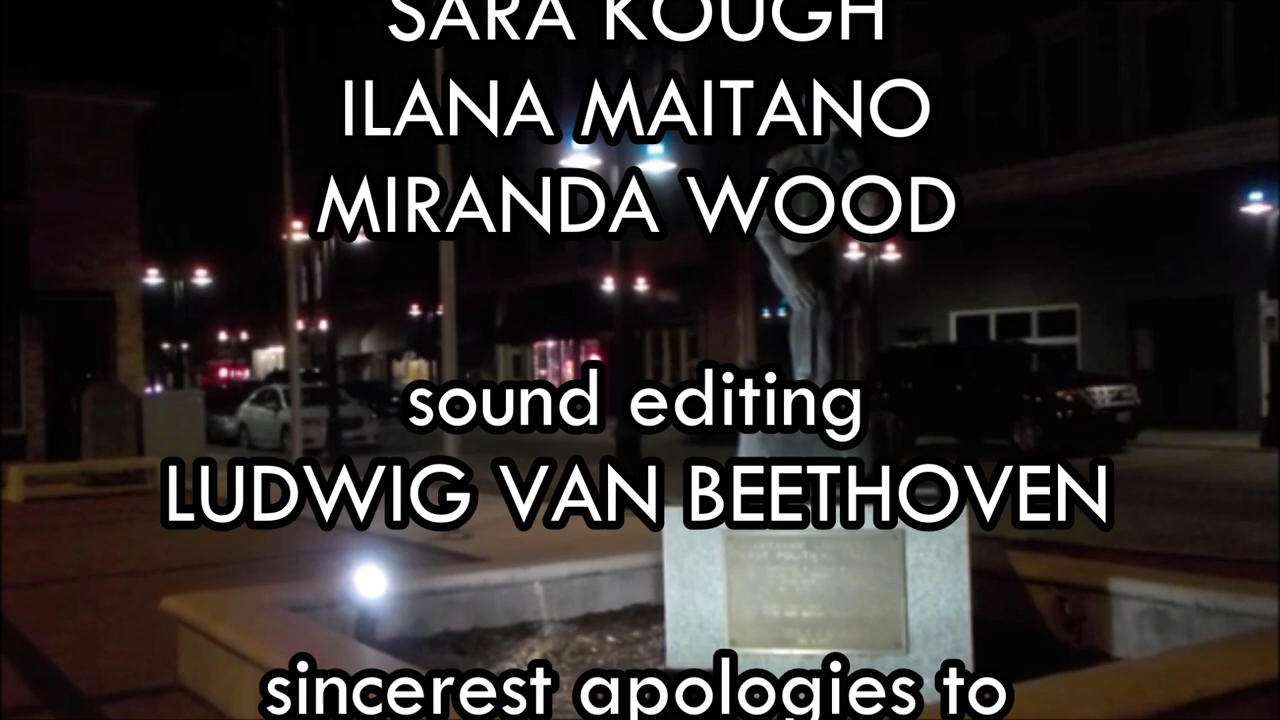 SARA KOUGH
ILANA MAITANO
MIRANDA WOOD
sound editing
LUDWIG VAN BEETHOVEN
sincerest apologies to